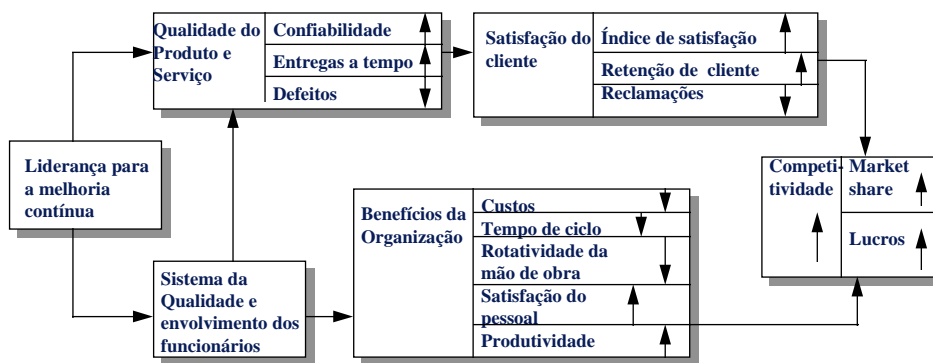 Qualidade do
Produto e
Serviço
Confiabilidade
Entregas a tempo
Defeitos
Satisfação do
cliente
Índice de satisfação
Retenção de cliente
Reclamações
Liderança para
a melhoria
contínua
Competi-
tividade
Market
share
Lucros
Benefícios da
Organização
Custos
Tempo de ciclo
Rotatividade da
mão de obra
Satisfação do
pessoal
Produtividade
Sistema da
Qualidade e
envolvimento dos
funcionários